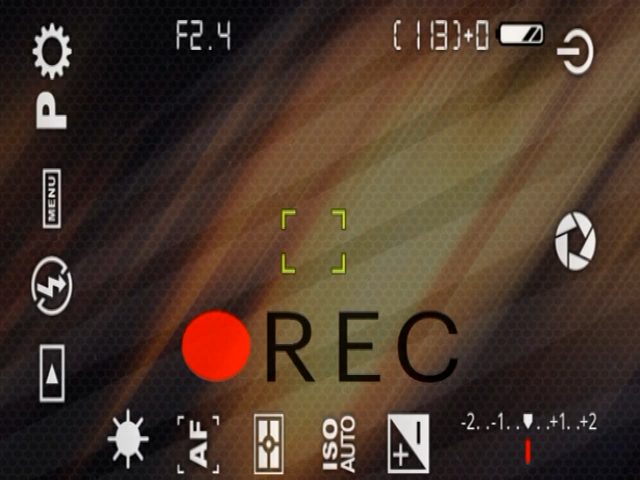 F2.4
(113)+0
P
MENU
REC
AF
ISO
AUTO
-2. .-1. . . .+1. .+2